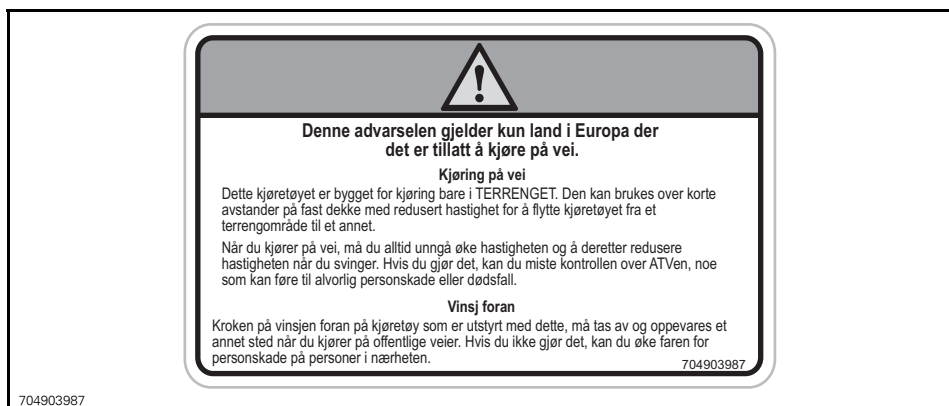 Denne advarselen gjelder kun land i Europa der
det er tillatt å kjøre på vei.
Kjøring på vei
Dette kjøretøyet er bygget for kjøring bare i TERRENGET. Den kan brukes over korte
avstander på fast dekke med redusert hastighet for å flytte kjøretøyet fra et
terrengområde til et annet.
Når du kjører på vei, må du alltid unngå øke hastigheten og å deretter redusere
hastigheten når du svinger. Hvis du gjør det, kan du miste kontrollen over ATVen, noe
som kan føre til alvorlig personskade eller dødsfall.
Vinsj foran
Kroken på vinsjen foran på kjøretøy som er utstyrt med dette, må tas av og oppevares et
annet sted når du kjører på offentlige veier. Hvis du ikke gjør det, kan du øke faren for
personskade på personer i nærheten.
704903987
704903987